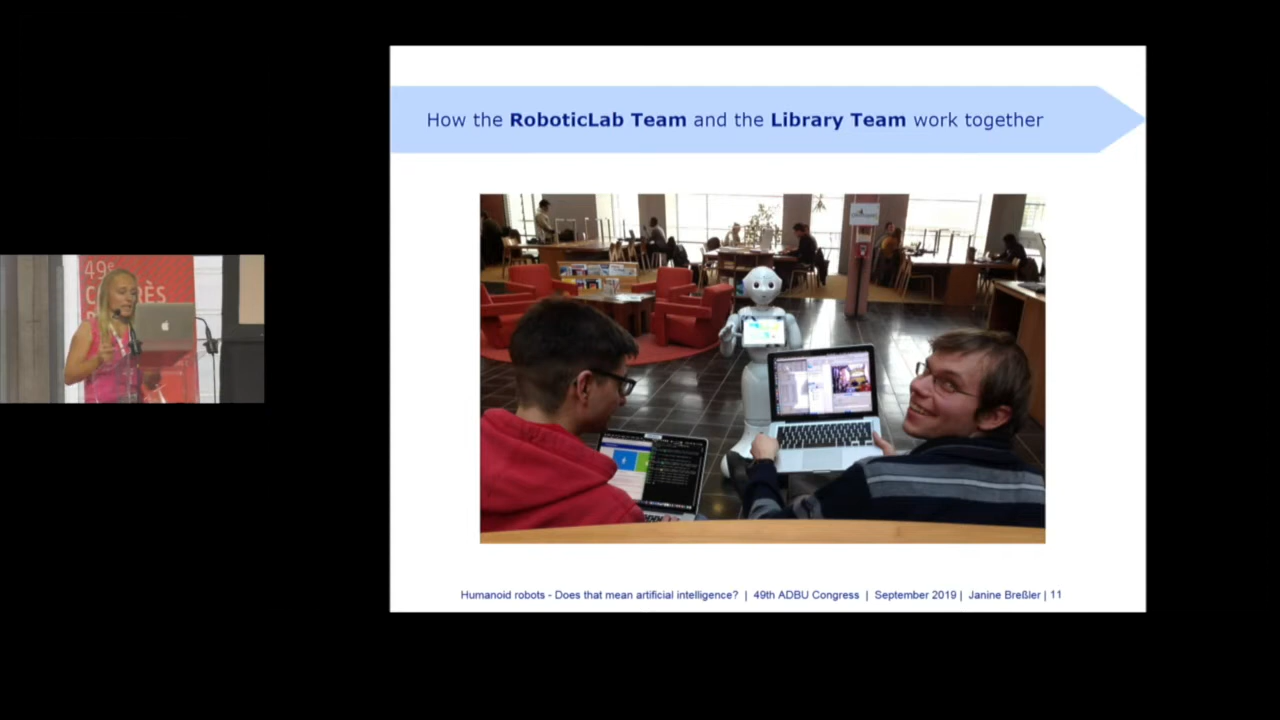 How the RoboticLab Team and the Library Team work together
49e
Humanoid robots - Does that mean artificial intelligence? | 49th ADBU Congress | September 2019 | Janine Breßler | 11